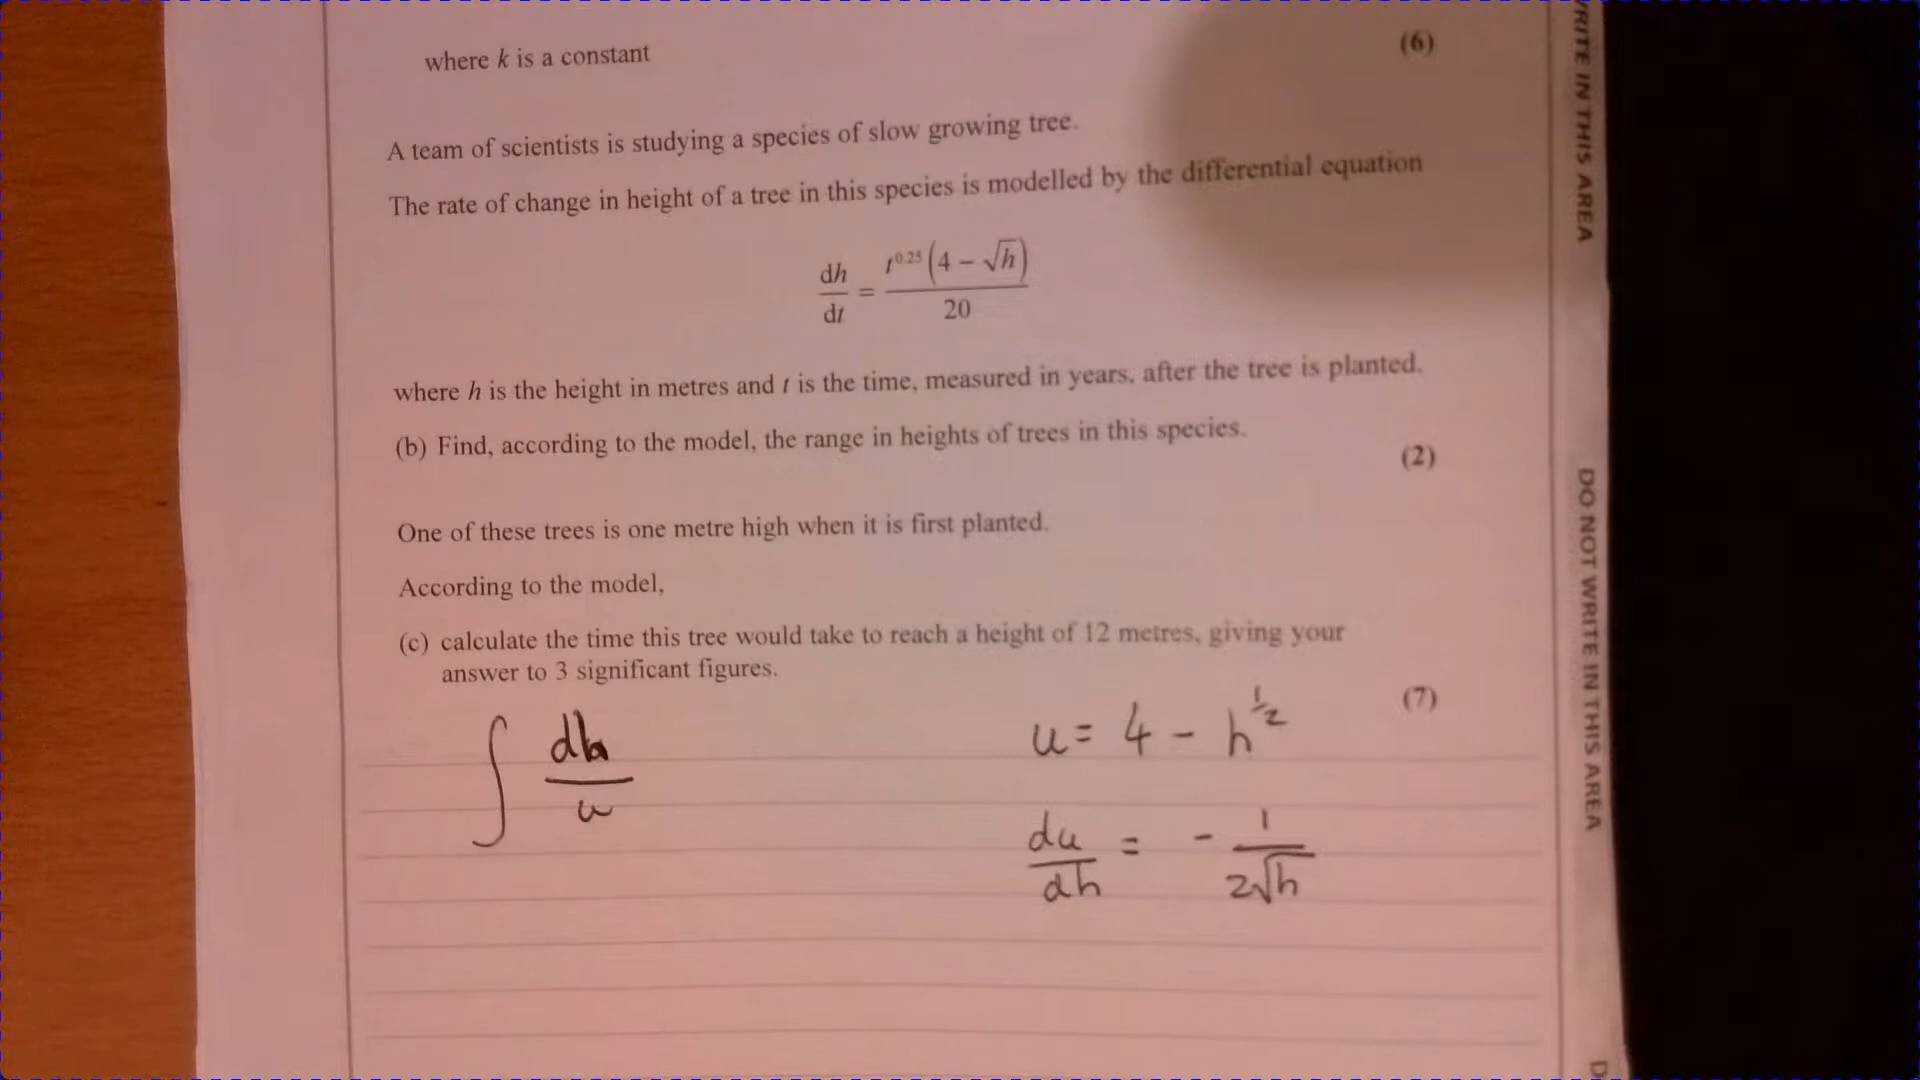 where k is a constant
(6)
A team of scientists is studying a species of slow growing tree.
The rate of change in height of a tree in this species is modelled by the differential equation
dh/dt = t^0.25(4 − √h)/20
where h is the height in metres and t is the time, measured in years, after the tree is planted.
(b) Find, according to the model, the range in heights of trees in this species.
(2)
One of these trees is one metre high when it is first planted.
According to the model,
(c) calculate the time this tree would take to reach a height of 12 metres, giving your
answer to 3 significant figures.
(7)
∫ dh/u
u = 4 − h^½
du/dh = − 1/(2√h)
WRITE IN THIS AREA
DO NOT WRITE IN THIS AREA
D